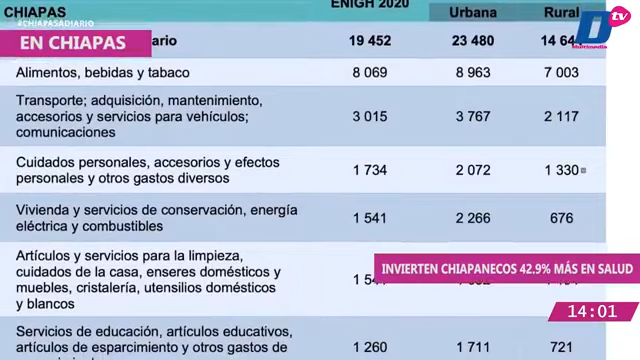 CHIAPAS
ENIGH 2020
Urbana
Rural
#CHIAPASADIARIO
EN CHIAPAS
ario
19 452
23 480
14 64
tv
Multimedia
Alimentos, bebidas y tabaco
8 069
8 963
7 003
Transporte; adquisición, mantenimiento,
accesorios y servicios para vehículos;
comunicaciones
3 015
3 767
2 117
Cuidados personales, accesorios y efectos
personales y otros gastos diversos
1 734
2 072
1 330
Vivienda y servicios de conservación, energía
eléctrica y combustibles
1 541
2 266
676
Artículos y servicios para la limpieza,
cuidados de la casa, enseres domésticos y
muebles, cristalería, utensilios domésticos
y blancos
INVIERTEN CHIAPANECOS 42.9% MÁS EN SALUD
14:01
Servicios de educación, artículos educativos,
artículos de esparcimiento y otros gastos de
1 260
1 711
721